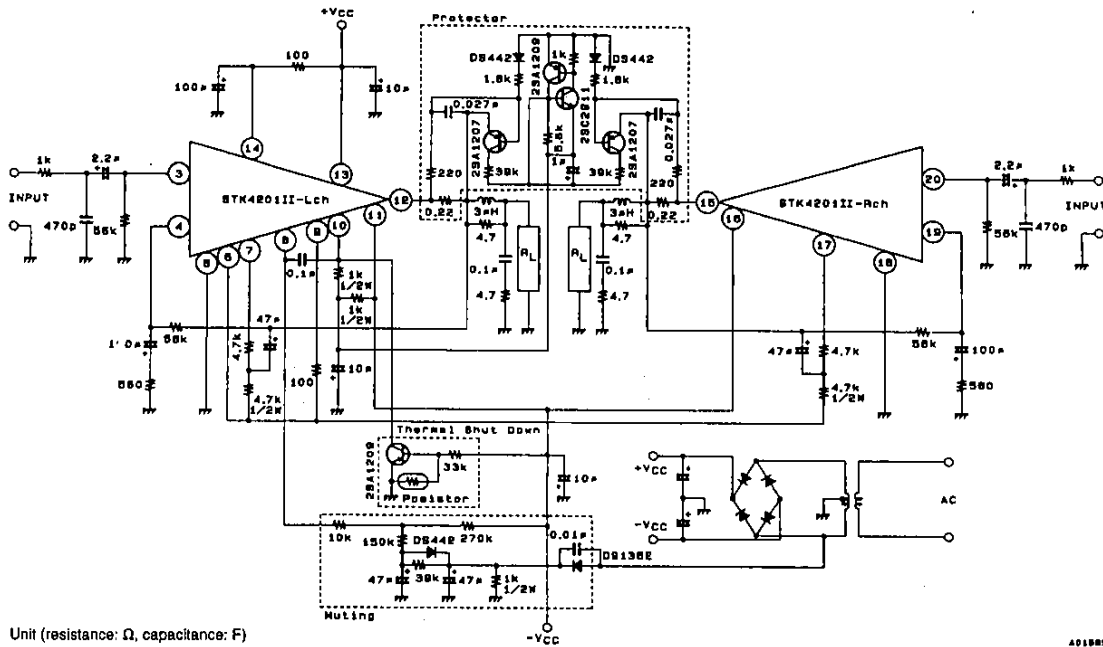 +VCC
Protector
100
100µ
10µ
DS442
1.8k
2SA1209
1k
DS442
1.8k
2SC2911
0.027µ
2SA1207
5.6k
1µ
2SA1207
0.027µ
220
39k
39k
220
1k
2.2µ
INPUT
470p
56k
3
4
14
13
STK4201II-Lch
12
11
5
6
7
8
9
10
0.22
3µH
4.7
0.1µ
4.7
RL
RL
3µH
4.7
0.1µ
4.7
0.22
15
16
STK4201II-Rch
17
18
20
19
2.2µ
1k
INPUT
56k
470p
0.1µ
1k
1/2W
1k
1/2W
56k
560
4.7k
47µ
4.7k
1/2W
100
10µ
47µ
4.7k
4.7k
1/2W
56k
100µ
560
Thermal Shut Down
2SA1209
33k
Posistor
10µ
+VCC
-VCC
AC
10k
150k
270k
DS442
39k
47µ
47µ
1k
1/2W
0.01µ
DS135E
Muting
-VCC
Unit (resistance: Ω, capacitance: F)